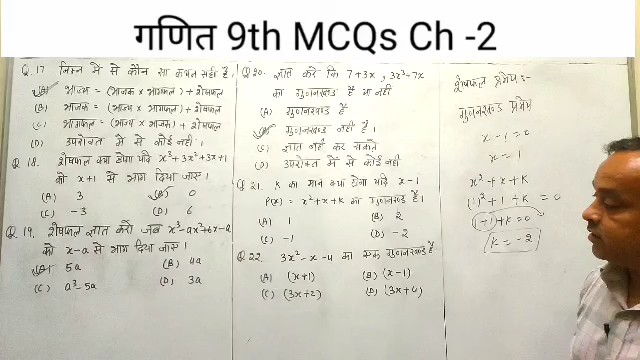 गणित 9th MCQs Ch -2
Q.17 निम्न में से कौन सा कथन सही है।
(A) भाज्य = (भाजक × भागफल) + शेषफल
(B) भाजक = (भाज्य × भागफल) + शेषफल
(C) भागफल = (भाज्य × भाजक) + शेषफल
(D) उपरोक्त में से कोई नहीं।
Q.18. शेषफल क्या होगा यदि x³+3x²+3x+1
को x+1 से भाग दिया जाए।
(A) 3 (B) 0
(C) -3 (D) 6
Q.19. शेषफल ज्ञात करो जब x³-ax²+6x-a
को x-a से भाग दिया जाए।
(A) 5a (B) 4a
(C) a³-5a (D) 3a
Q.20. ज्ञात करे कि 7+3x, 3x³-7x
का गुणनखण्ड है या नहीं
(A) गुणनखण्ड है
गुणनखण्ड नहीं है।
(C) ज्ञात नहीं कर सकते
(D) उपरोक्त में से कोई नहीं
Q.21. K का मान क्या होगा यदि x-1
P(x) = x²+x+K का गुणनखण्ड है।
(A) 1 (B) 2
(C) -1 (D) -2
Q.22. 3x²-x-4 का एक गुणनखण्ड है
(A) (x+1) (B) (x-1)
(C) (3x+2) (D) (3x+4)
शेषफल प्रमेय:-
गुणनखण्ड प्रमेय
x-1=0
x=1
x²+x+K
(1)²+1+K=0
1+1+K=0
K=-2